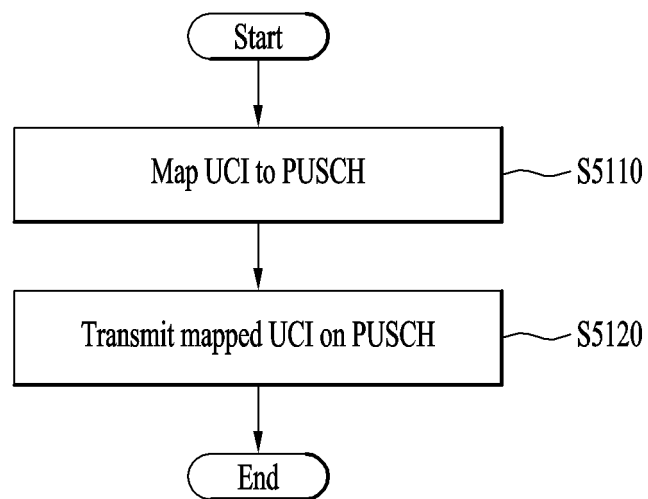 Start
Map UCI to PUSCH
S5110
Transmit mapped UCI on PUSCH
S5120
End